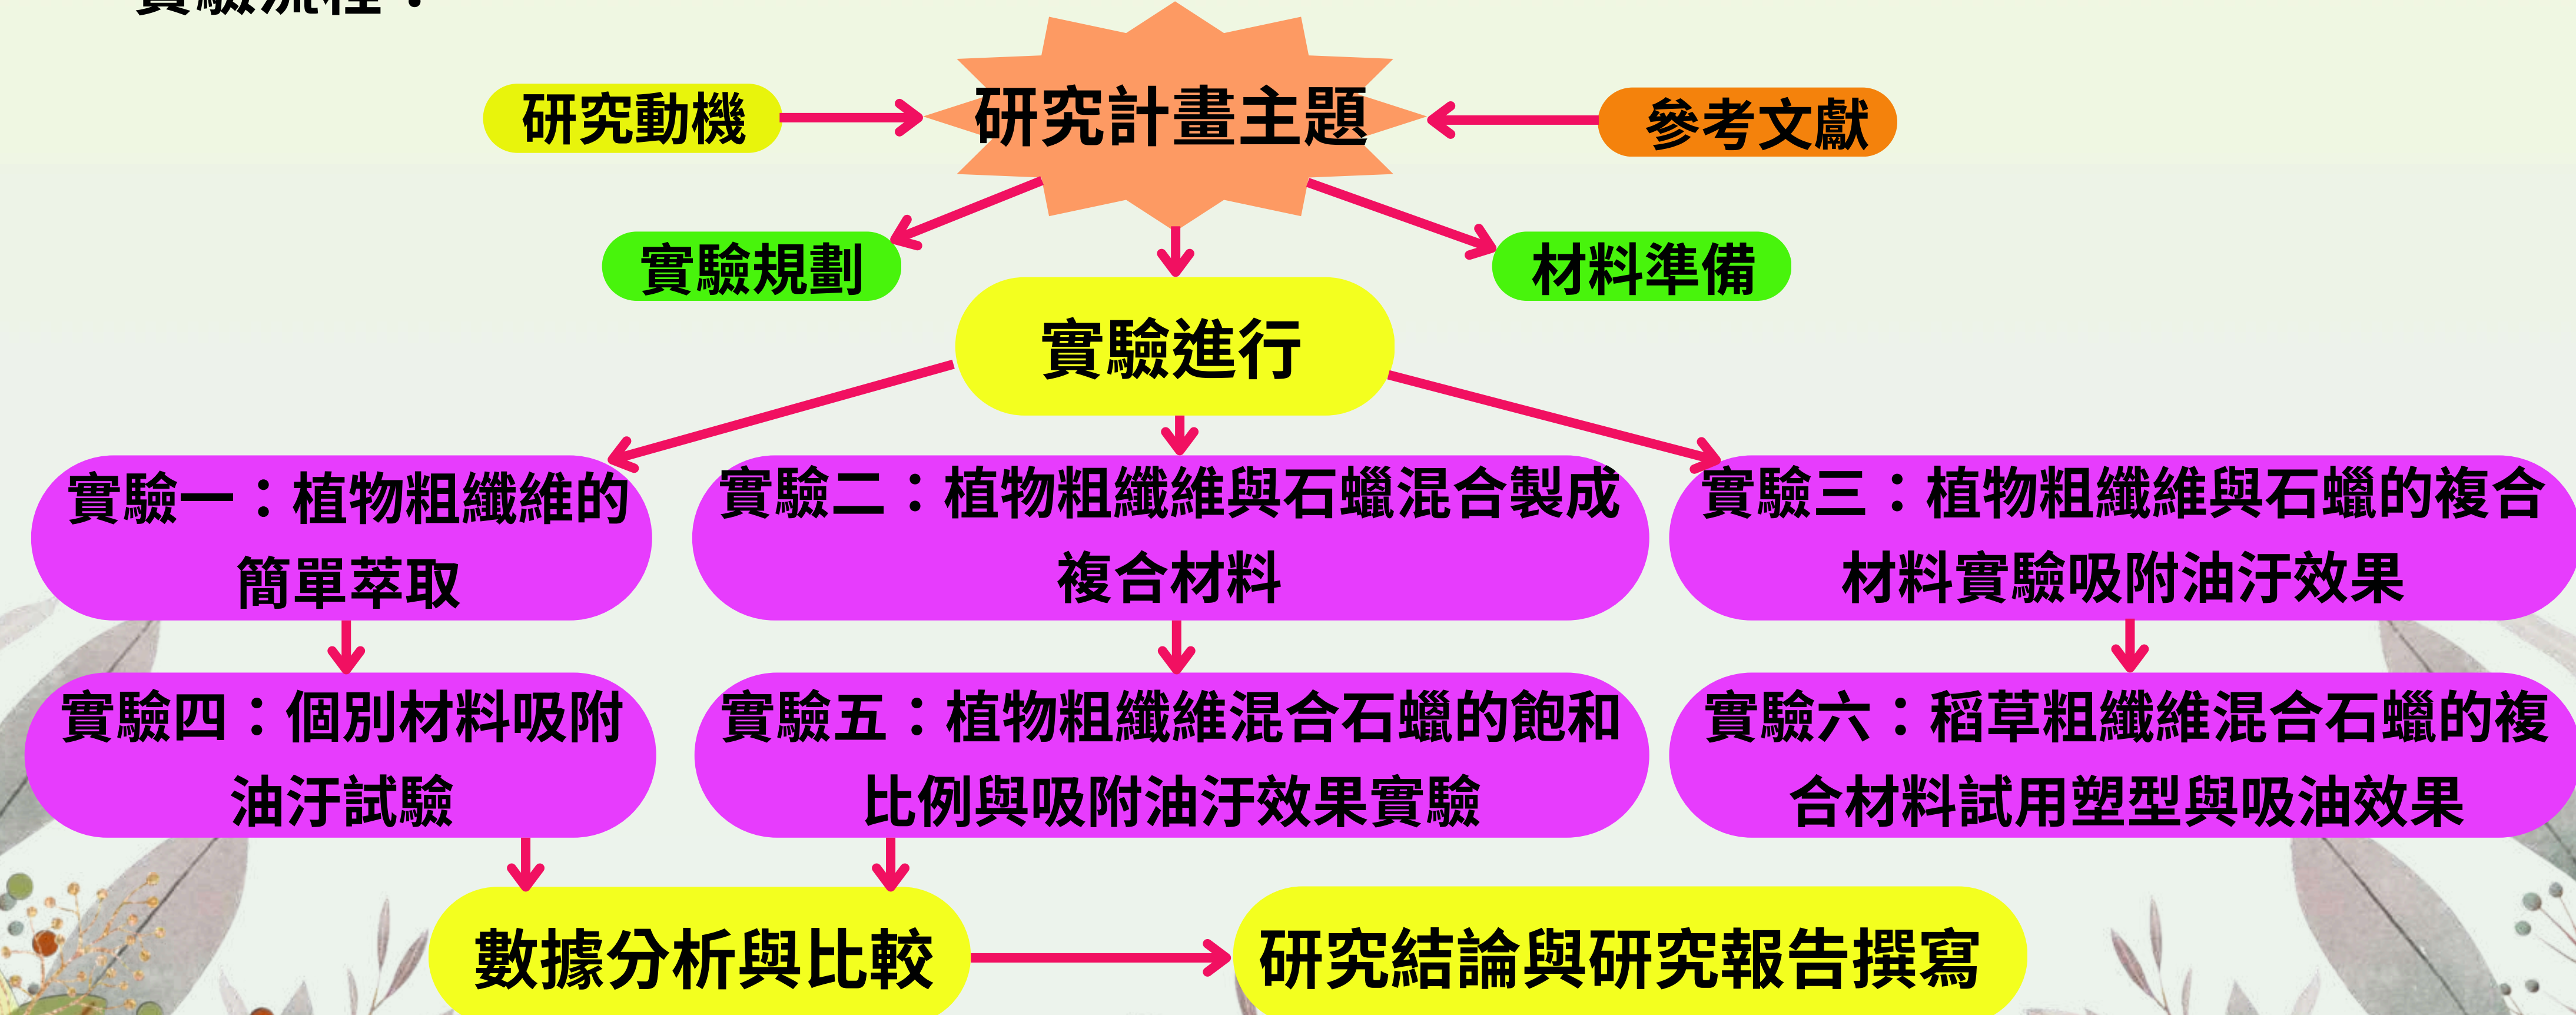 實驗流程：
研究動機
研究計畫主題
參考文獻
實驗規劃
材料準備
實驗進行
實驗一：植物粗纖維的
簡單萃取
實驗二：植物粗纖維與石蠟混合製成
複合材料
實驗三：植物粗纖維與石蠟的複合
材料實驗吸附油汙效果
實驗四：個別材料吸附
油汙試驗
實驗五：植物粗纖維混合石蠟的飽和
比例與吸附油汙效果實驗
實驗六：稻草粗纖維混合石蠟的複
合材料試用塑型與吸油效果
數據分析與比較
研究結論與研究報告撰寫